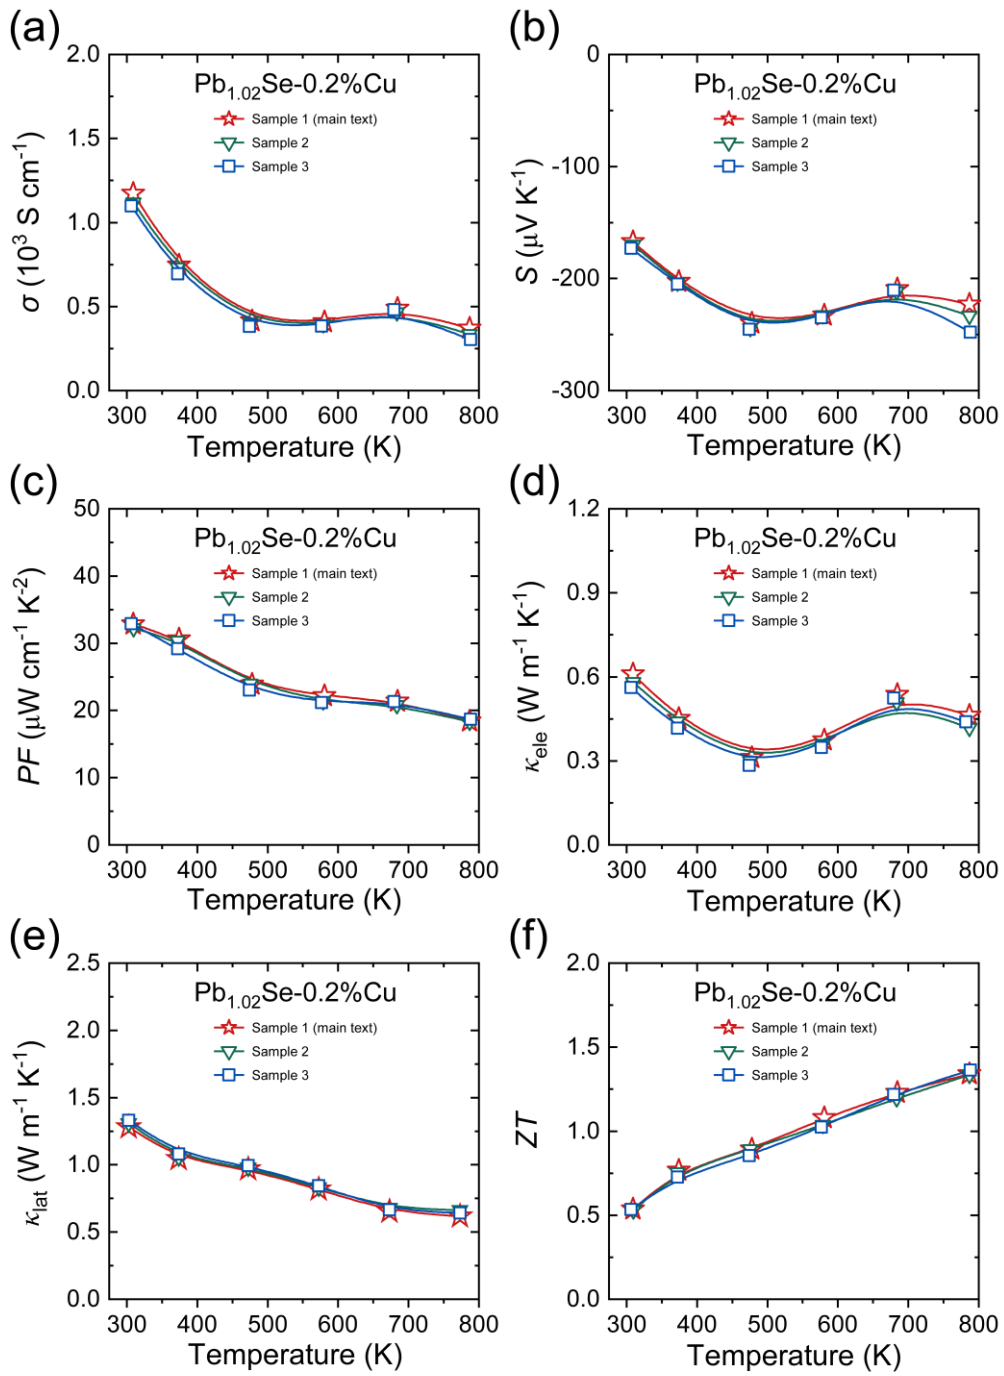 (a)
2.0
1.5
1.0
0.5
0.0
σ (10³ S cm⁻¹)
Pb₁.₀₂Se-0.2%Cu
Sample 1 (main text)
Sample 2
Sample 3
300 400 500 600 700 800
Temperature (K)
(b)
0
-100
-200
-300
S (μV K⁻¹)
Pb₁.₀₂Se-0.2%Cu
Sample 1 (main text)
Sample 2
Sample 3
300 400 500 600 700 800
Temperature (K)
(c)
50
40
30
20
10
0
PF (μW cm⁻¹ K⁻²)
Pb₁.₀₂Se-0.2%Cu
Sample 1 (main text)
Sample 2
Sample 3
300 400 500 600 700 800
Temperature (K)
(d)
1.2
0.9
0.6
0.3
0.0
κele (W m⁻¹ K⁻¹)
Pb₁.₀₂Se-0.2%Cu
Sample 1 (main text)
Sample 2
Sample 3
300 400 500 600 700 800
Temperature (K)
(e)
2.5
2.0
1.5
1.0
0.5
0.0
κlat (W m⁻¹ K⁻¹)
Pb₁.₀₂Se-0.2%Cu
Sample 1 (main text)
Sample 2
Sample 3
300 400 500 600 700 800
Temperature (K)
(f)
2.0
1.5
1.0
0.5
0.0
ZT
Pb₁.₀₂Se-0.2%Cu
Sample 1 (main text)
Sample 2
Sample 3
300 400 500 600 700 800
Temperature (K)